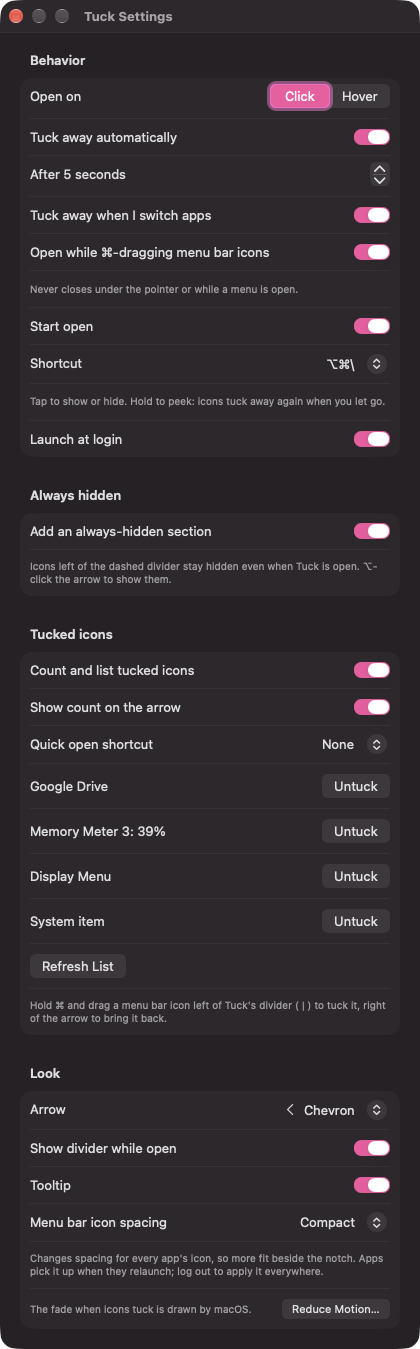 Tuck Settings
Behavior
Open on Click Hover
Tuck away automatically
After 5 seconds
Tuck away when I switch apps
Open while ⌘-dragging menu bar icons
Never closes under the pointer or while a menu is open.
Start open
Shortcut ⌥⌘\
Tap to show or hide. Hold to peek: icons tuck away again when you let go.
Launch at login
Always hidden
Add an always-hidden section
Icons left of the dashed divider stay hidden even when Tuck is open. ⌥-
click the arrow to show them.
Tucked icons
Count and list tucked icons
Show count on the arrow
Quick open shortcut None
Google Drive Untuck
Memory Meter 3: 39% Untuck
Display Menu Untuck
System item Untuck
Refresh List
Hold ⌘ and drag a menu bar icon left of Tuck's divider ( | ) to tuck it, right
of the arrow to bring it back.
Look
Arrow Chevron
Show divider while open
Tooltip
Menu bar icon spacing Compact
Changes spacing for every app's icon, so more fit beside the notch. Apps
pick it up when they relaunch; log out to apply it everywhere.
The fade when icons tuck is drawn by macOS. Reduce Motion...